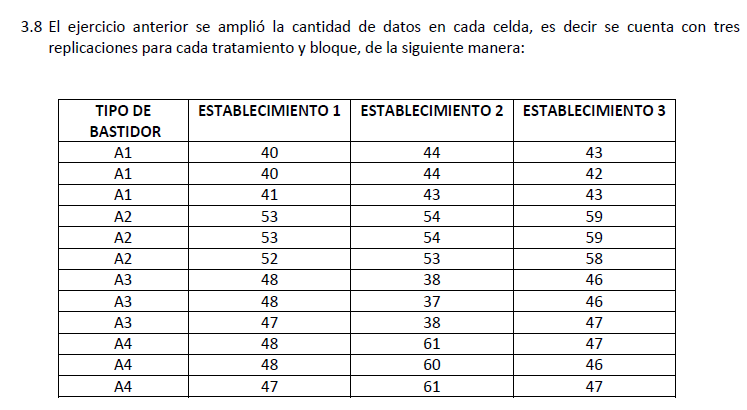 3.8 El ejercicio anterior se amplió la cantidad de datos en cada celda, es decir se cuenta con tres
replicaciones para cada tratamiento y bloque, de la siguiente manera:
TIPO DE BASTIDOR ESTABLECIMIENTO 1 ESTABLECIMIENTO 2 ESTABLECIMIENTO 3
A1 40 44 43
A1 40 44 42
A1 41 43 43
A2 53 54 59
A2 53 54 59
A2 52 53 58
A3 48 38 46
A3 48 37 46
A3 47 38 47
A4 48 61 47
A4 48 60 46
A4 47 61 47